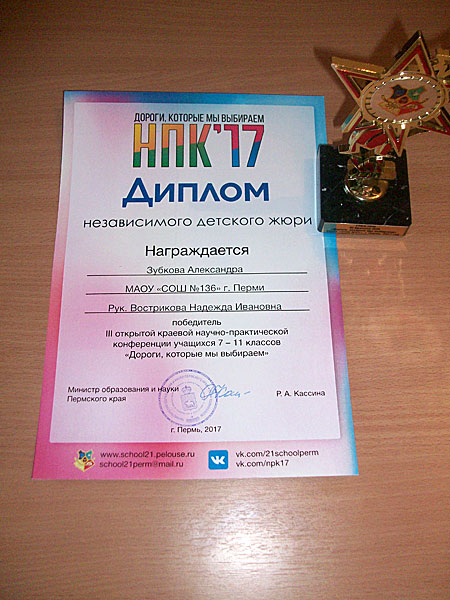 ДОРОГИ, КОТОРЫЕ МЫ ВЫБИРАЕМ
НПК'17
Диплом
независимого детского жюри
Награждается
Зубкова Александра
МАОУ «СОШ №136» г. Перми
Рук. Вострикова Надежда Ивановна
победитель
III открытой краевой научно-практической
конференции учащихся 7 – 11 классов
«Дороги, которые мы выбираем»
Министр образования и науки
Пермского края
Р. А. Кассина
г. Пермь, 2017
www.school21.pelouse.ru
school21perm@mail.ru
vk.com/21schoolperm
vk.com/npk17